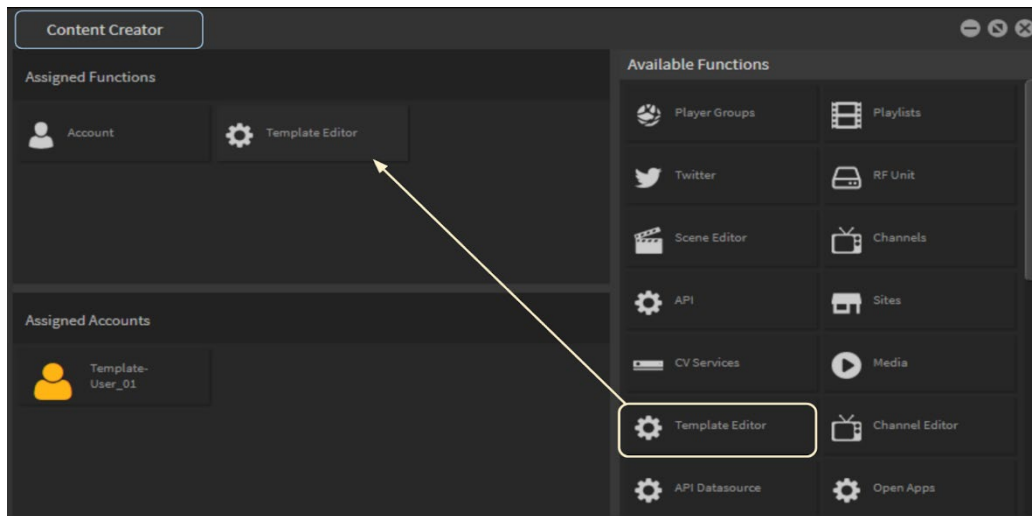 Content Creator
Assigned Functions
Account
Template Editor
Assigned Accounts
Template-
User_01
Available Functions
Player Groups
Playlists
Twitter
RF Unit
Scene Editor
Channels
API
Sites
CV Services
Media
Template Editor
Channel Editor
API Datasource
Open Apps